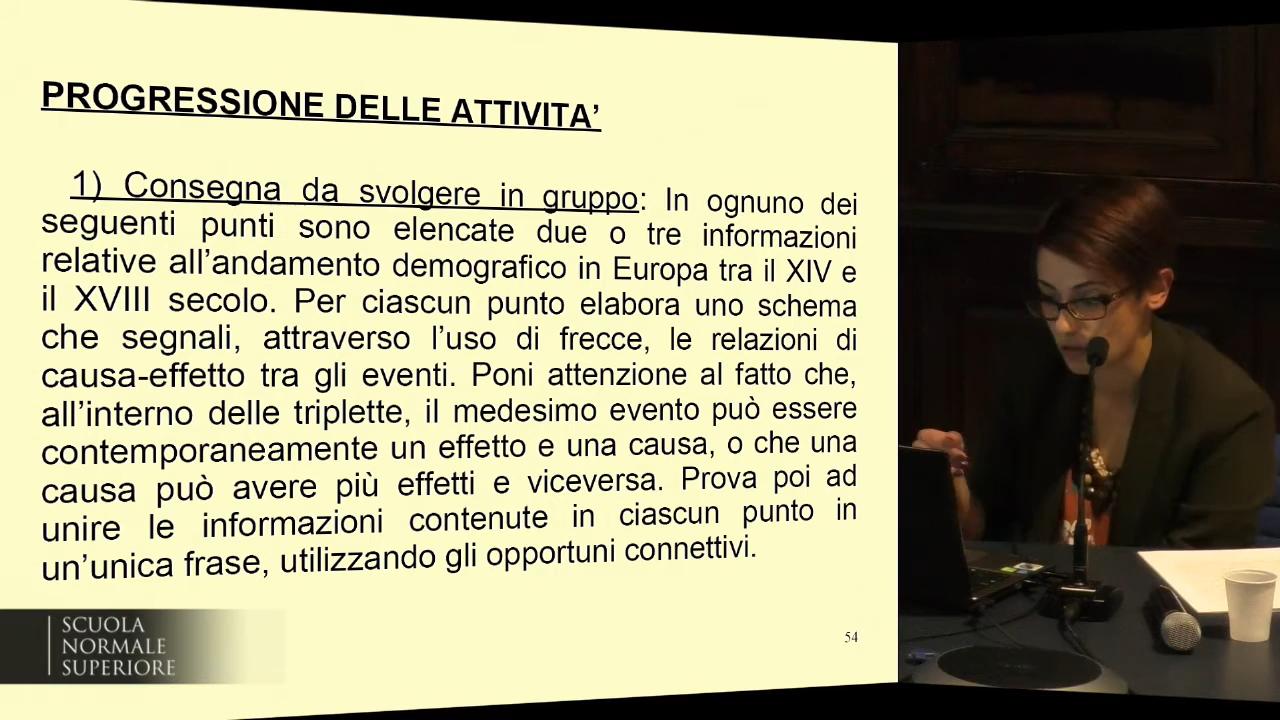 PROGRESSIONE DELLE ATTIVITA’
1) Consegna da svolgere in gruppo: In ognuno dei
seguenti punti sono elencate due o tre informazioni
relative all’andamento demografico in Europa tra il XIV e
il XVIII secolo. Per ciascun punto elabora uno schema
che segnali, attraverso l’uso di frecce, le relazioni di
causa-effetto tra gli eventi. Poni attenzione al fatto che,
all’interno delle triplette, il medesimo evento può essere
contemporaneamente un effetto e una causa, o che una
causa può avere più effetti e viceversa. Prova poi ad
unire le informazioni contenute in ciascun punto in
un’unica frase, utilizzando gli opportuni connettivi.
54
SCUOLA
NORMALE
SUPERIORE